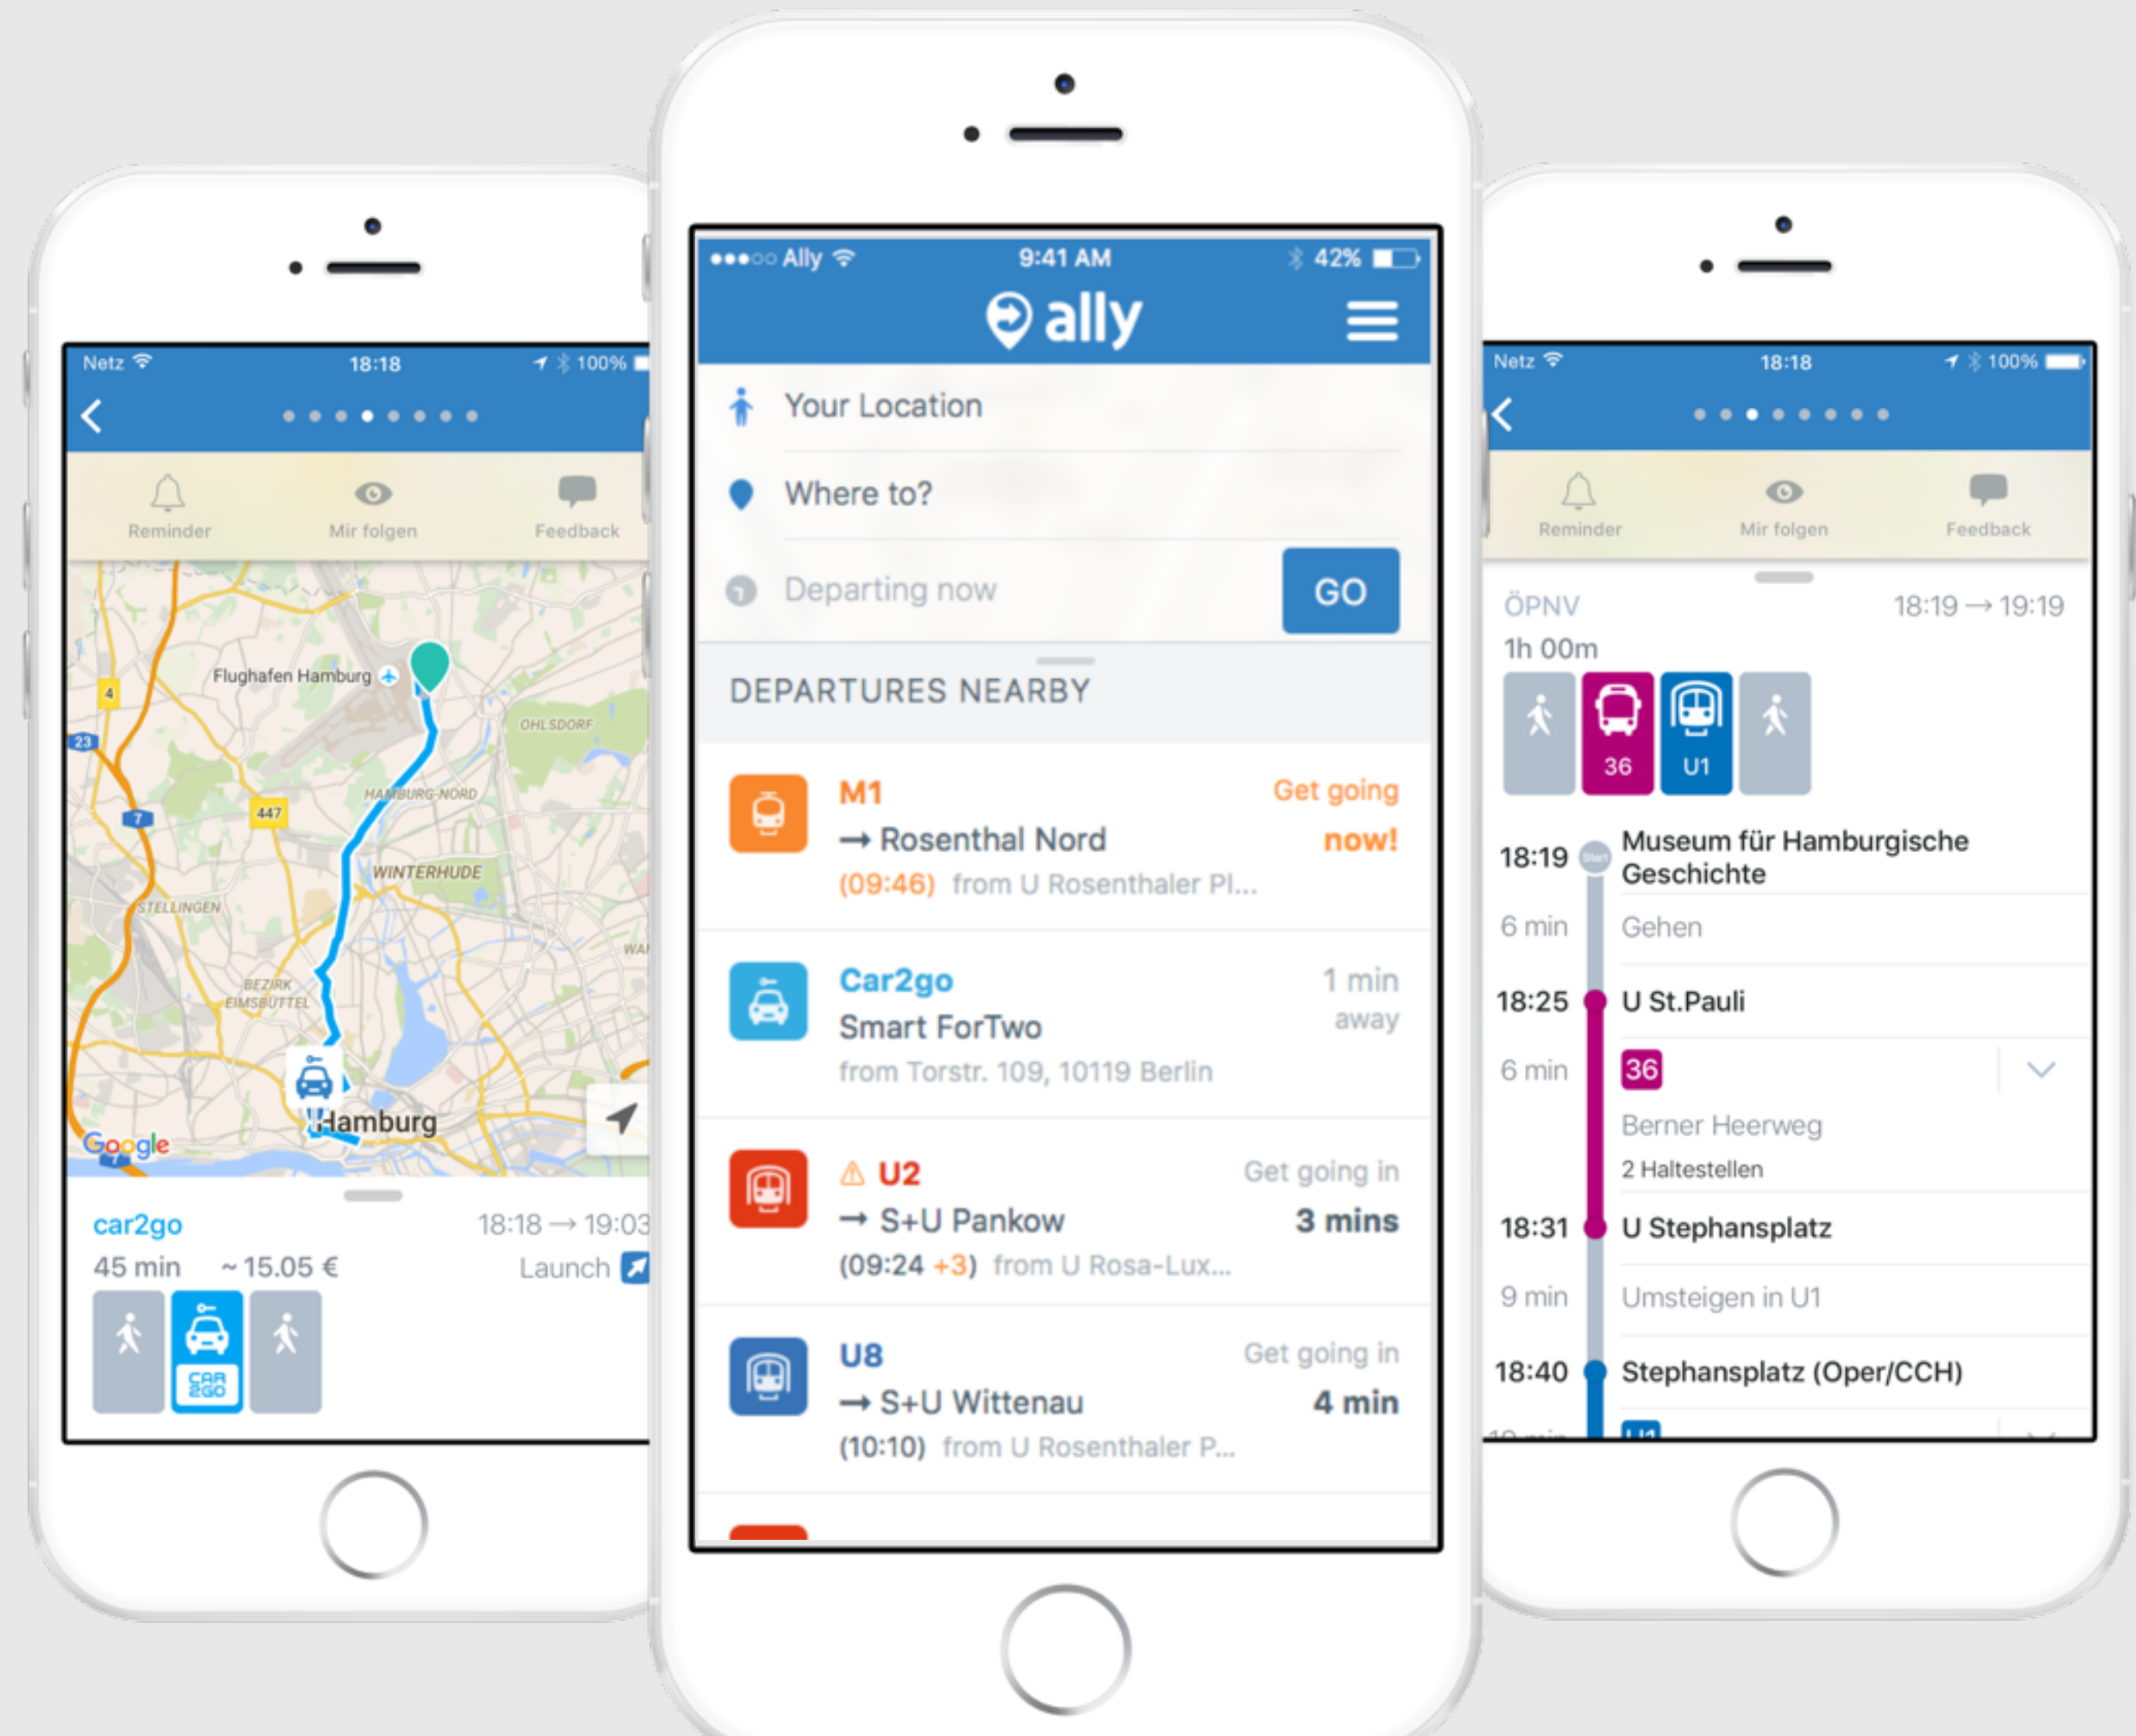 Netz
18:18
100%
Reminder
Mir folgen
Feedback
Flughafen Hamburg
4
OHLSDORF
23
HAMBURG-NORD
7
447
WINTERHUDE
STELLINGEN
BEZIRK
EIMSBÜTTEL
Hamburg
Google
car2go
18:18 → 19:03
45 min
~ 15.05 €
Launch
CAR
2GO
Ally
9:41 AM
42%
ally
Your Location
Where to?
Departing now
GO
DEPARTURES NEARBY
M1
Get going
→ Rosenthal Nord
now!
(09:46) from U Rosenthaler Pl...
Car2go
1 min
Smart ForTwo
away
from Torstr. 109, 10119 Berlin
U2
Get going in
→ S+U Pankow
3 mins
(09:24 +3) from U Rosa-Lux...
U8
Get going in
→ S+U Wittenau
4 min
(10:10) from U Rosenthaler P...
Netz
18:18
100%
Reminder
Mir folgen
Feedback
ÖPNV
18:19 → 19:19
1h 00m
36
U1
18:19
Start
Museum für Hamburgische
Geschichte
6 min
Gehen
18:25
U St.Pauli
6 min
36
Berner Heerweg
2 Haltestellen
18:31
U Stephansplatz
9 min
Umsteigen in U1
18:40
Stephansplatz (Oper/CCH)
U1